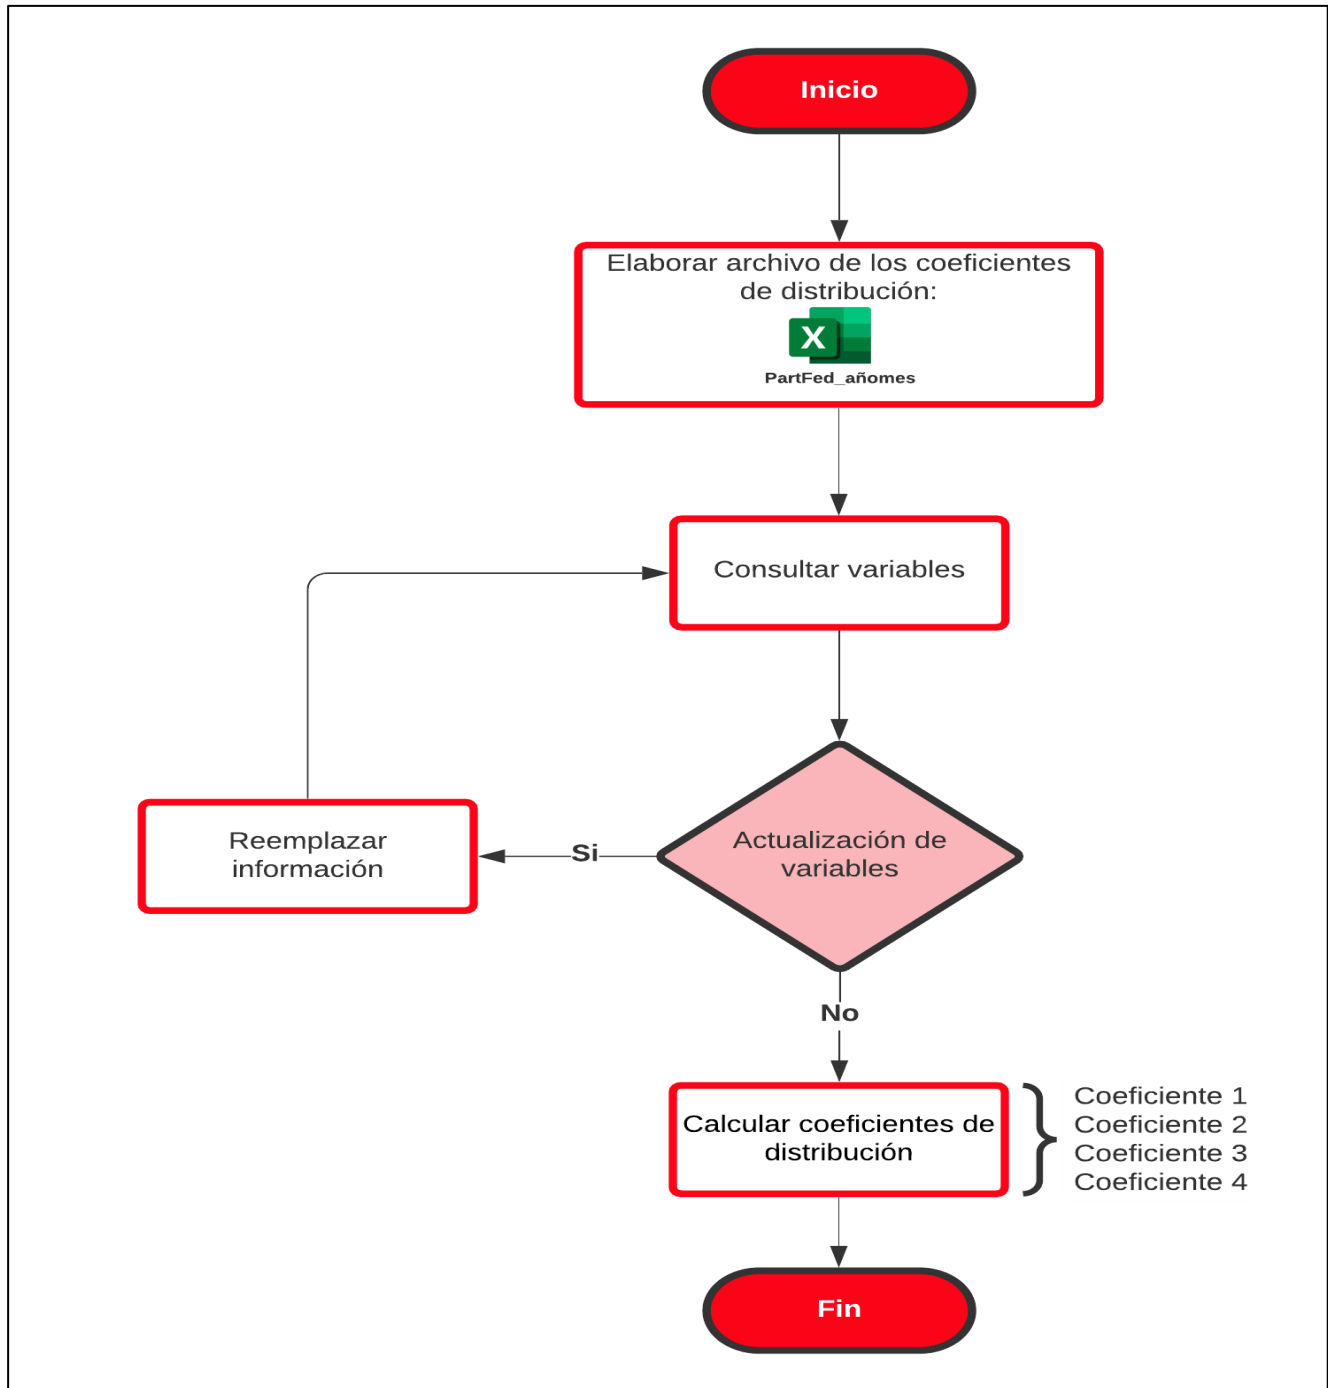 Inicio
Elaborar archivo de los coeficientes
de distribución:
X
PartFed_añomes
Consultar variables
Actualización de
variables
Si
Reemplazar
información
No
Calcular coeficientes de
distribución
Coeficiente 1
Coeficiente 2
Coeficiente 3
Coeficiente 4
Fin